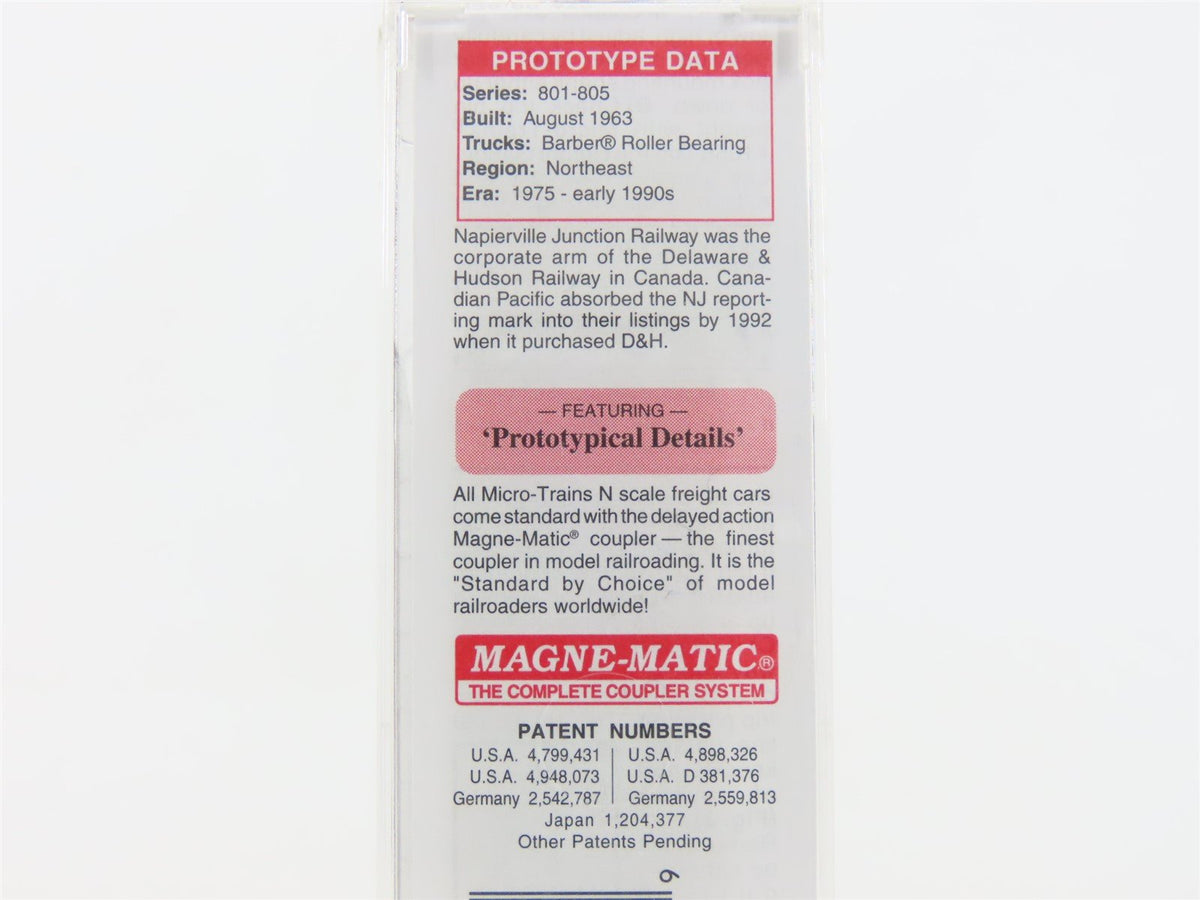 PROTOTYPE DATA
Series: 801-805
Built: August 1963
Trucks: Barber® Roller Bearing
Region: Northeast
Era: 1975 - early 1990s
Napierville Junction Railway was the
corporate arm of the Delaware &
Hudson Railway in Canada. Cana-
dian Pacific absorbed the NJ report-
ing mark into their listings by 1992
when it purchased D&H.
— FEATURING —
‘Prototypical Details’
All Micro-Trains N scale freight cars
come standard with the delayed action
Magne-Matic® coupler — the finest
coupler in model railroading. It is the
"Standard by Choice" of model
railroaders worldwide!
MAGNE-MATIC®
THE COMPLETE COUPLER SYSTEM
PATENT NUMBERS
U.S.A. 4,799,431 U.S.A. 4,898,326
U.S.A. 4,948,073 U.S.A. D 381,376
Germany 2,542,787 Germany 2,559,813
Japan 1,204,377
Other Patents Pending
6